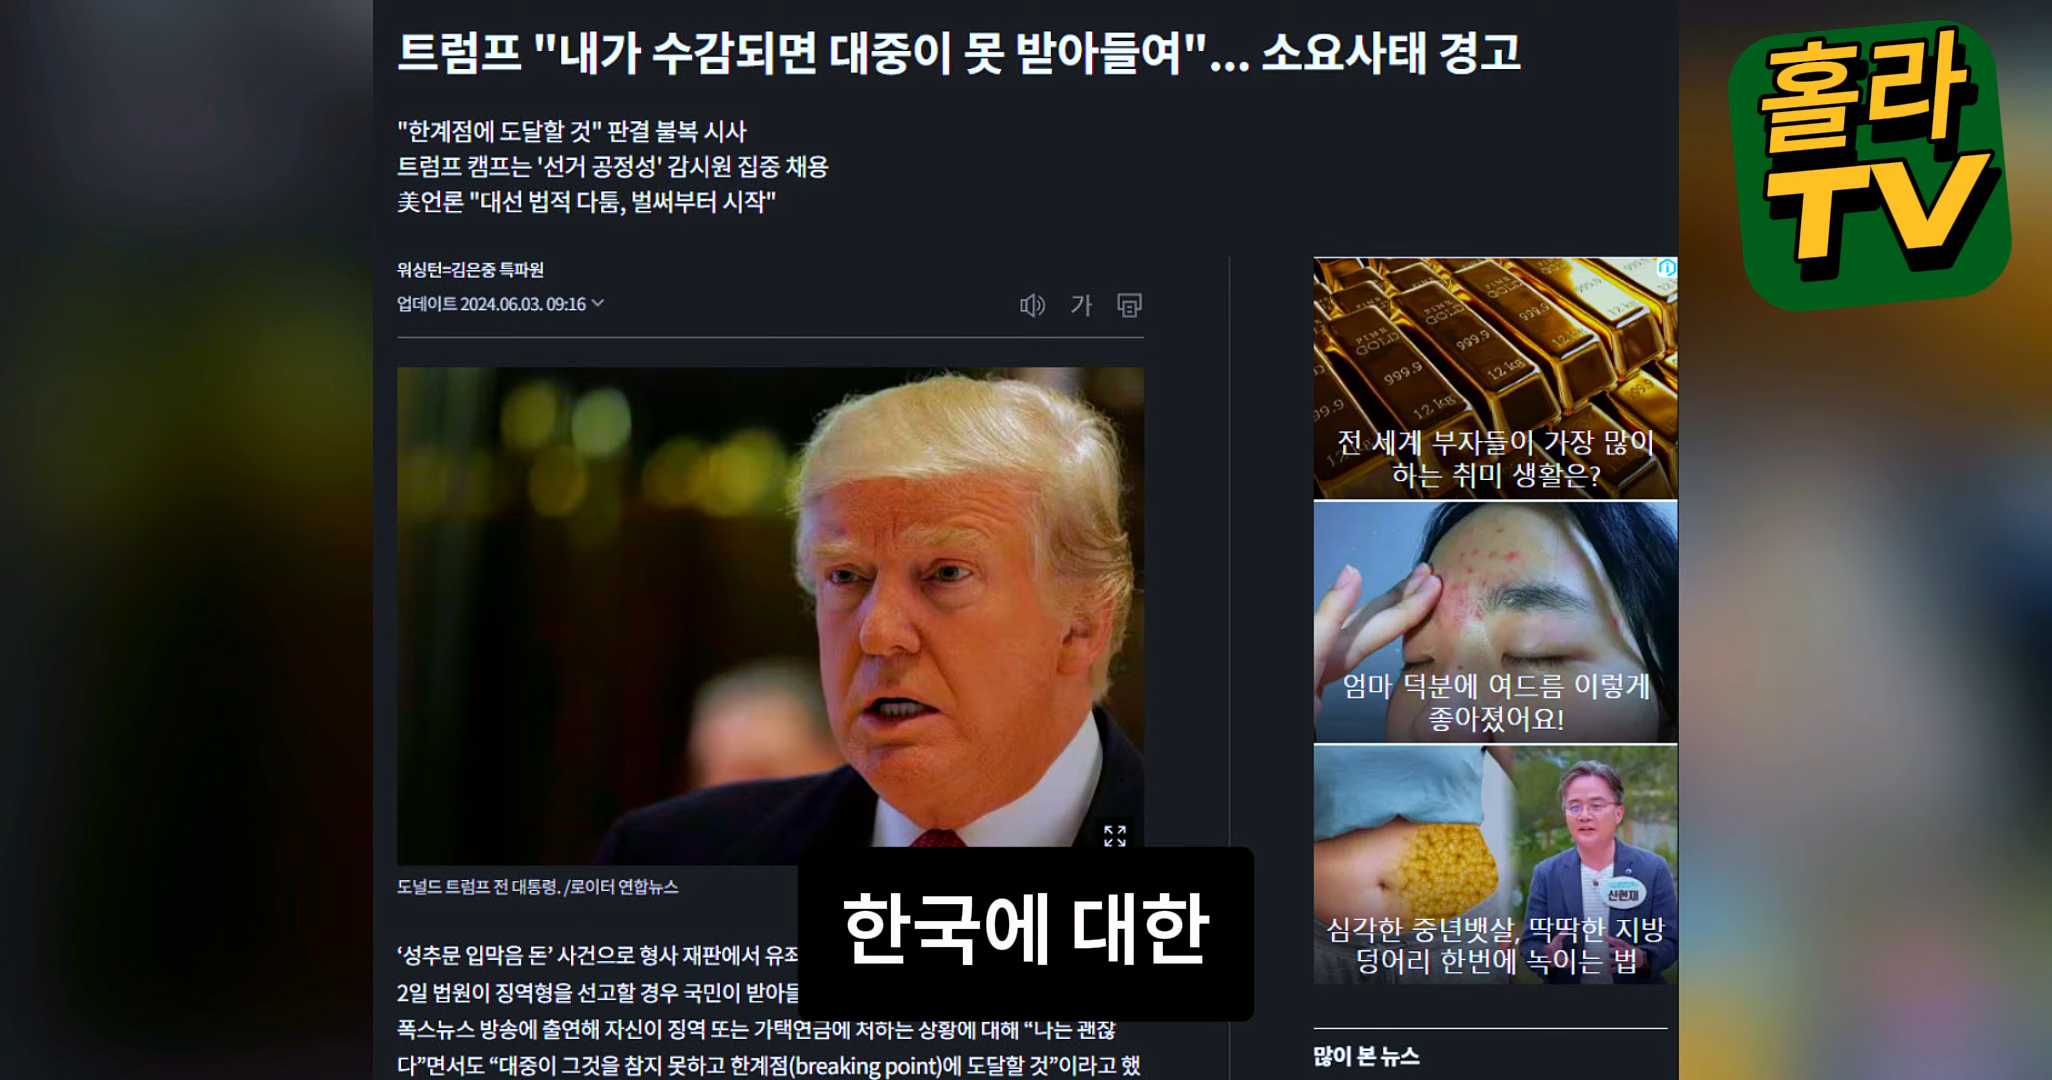 트럼프 "내가 수감되면 대중이 못 받아들여"... 소요사태 경고
"한계점에 도달할 것" 판결 불복 시사
트럼프 캠프는 '선거 공정성' 감시원 집중 채용
美언론 "대선 법적 다툼, 벌써부터 시작"
워싱턴=김은중 특파원
업데이트 2024.06.03. 09:16
가
도널드 트럼프 전 대통령. /로이터 연합뉴스
‘성추문 입막음 돈’ 사건으로 형사 재판에서
2일 법원이 징역형을 선고할 경우 국민이
폭스뉴스 방송에 출연해 자신이 징역 또는 가택연금에 처하는 상황에 대해 “나는 괜찮
다”면서도 “대중이 그것을 참지 못하고 한계점(breaking point)에 도달할 것”이라고 했
한국에 대한
홀라
TV
FINE
GOLD
999.9
12 kg
전 세계 부자들이 가장 많이
하는 취미 생활은?
엄마 덕분에 여드름 이렇게
좋아졌어요!
신현재
심각한 중년뱃살, 딱딱한 지방
덩어리 한번에 녹이는 법
많이 본 뉴스